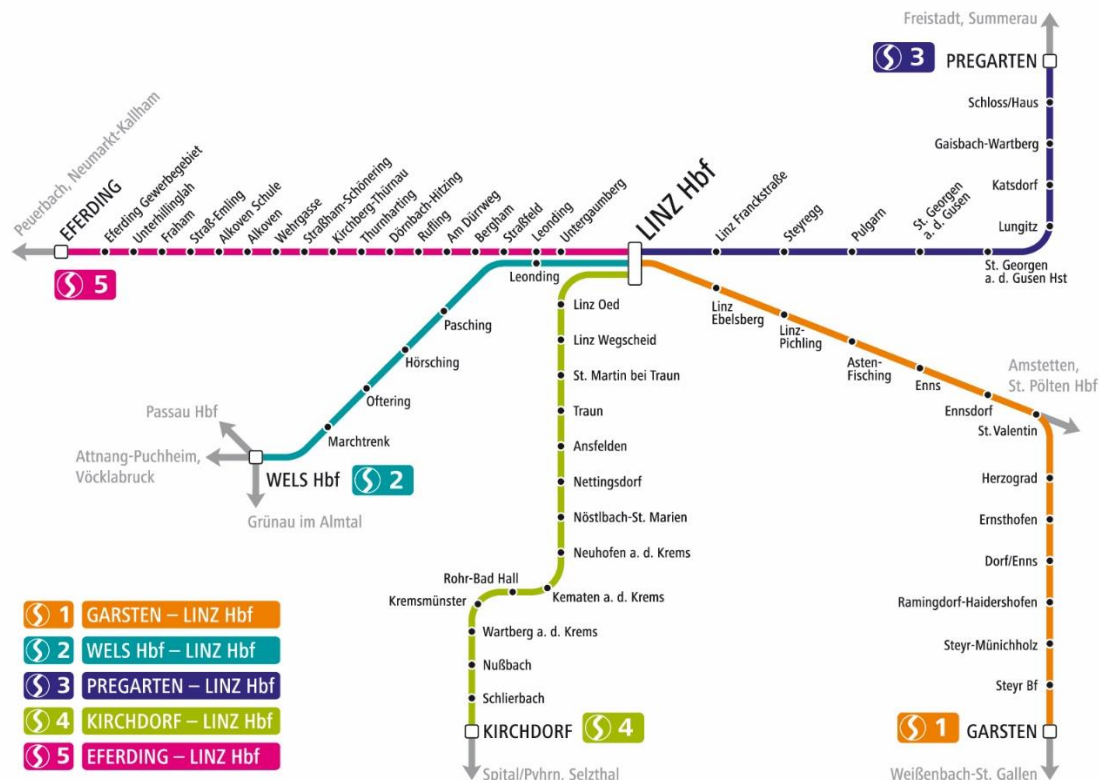 Freistadt, Summerau
S 3 PREGARTEN
Schloss/Haus
Gaisbach-Wartberg
Katsdorf
Lungitz
St. Georgen
a. d. Gusen Hst
St. Georgen
a. d. Gusen
Pulgarn
Steyregg
Linz Franckstraße
LINZ Hbf
Peuerbach, Neumarkt-Kallham
EFERDING
S 5
Eferding Gewerbegebiet
Unterhillinglah
Fraham
Straß-Emling
Alkoven Schule
Alkoven
Wehrgasse
Straßham-Schönering
Kirchberg-Thürnau
Thurnharting
Dörnbach-Hitzing
Rufling
Am Dürrweg
Bergham
Straßfeld
Leonding
Untergaumberg
Leonding
Pasching
Hörsching
Oftering
Marchtrenk
WELS Hbf S 2
Passau Hbf
Attnang-Puchheim,
Vöcklabruck
Grünau im Almtal
Linz Oed
Linz Wegscheid
St. Martin bei Traun
Traun
Ansfelden
Nettingsdorf
Nöstlbach-St. Marien
Neuhofen a. d. Krems
Kematen a. d. Krems
Rohr-Bad Hall
Kremsmünster
Wartberg a. d. Krems
Nußbach
Schlierbach
KIRCHDORF S 4
Spital/Pyhrn, Selzthal
Linz
Ebelsberg
Linz-
Pichling
Asten-
Fisching
Enns
Ennsdorf
St. Valentin
Amstetten,
St. Pölten Hbf
Herzograd
Ernsthofen
Dorf/Enns
Ramingdorf-Haidershofen
Steyr-Münichholz
Steyr Bf
S 1 GARSTEN
Weißenbach-St. Gallen
S 1 GARSTEN – LINZ Hbf
S 2 WELS Hbf – LINZ Hbf
S 3 PREGARTEN – LINZ Hbf
S 4 KIRCHDORF – LINZ Hbf
S 5 EFERDING – LINZ Hbf